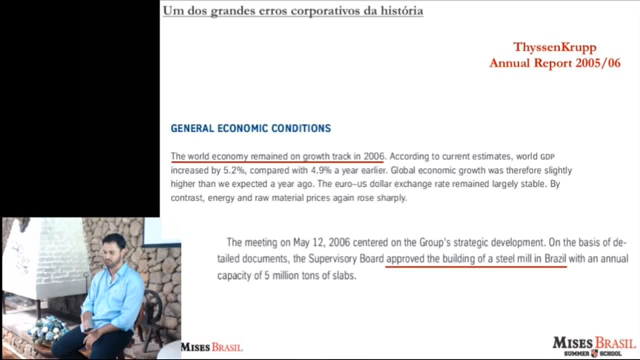 Um dos grandes erros corporativos da história
ThyssenKrupp
Annual Report 2005/06
GENERAL ECONOMIC CONDITIONS
The world economy remained on growth track in 2006. According to current estimates, world GDP
increased by 5.2%, compared with 4.9% a year earlier. Global economic growth was therefore slightly
higher than we expected a year ago. The euro–US dollar exchange rate remained largely stable. By
contrast, energy and raw material prices again rose sharply.
The meeting on May 12, 2006 centered on the Group's strategic development. On the basis of de-
tailed documents, the Supervisory Board approved the building of a steel mill in Brazil with an annual
capacity of 5 million tons of slabs.
MISES BRASIL
MISES BRASIL
SUMMER SCHOOL